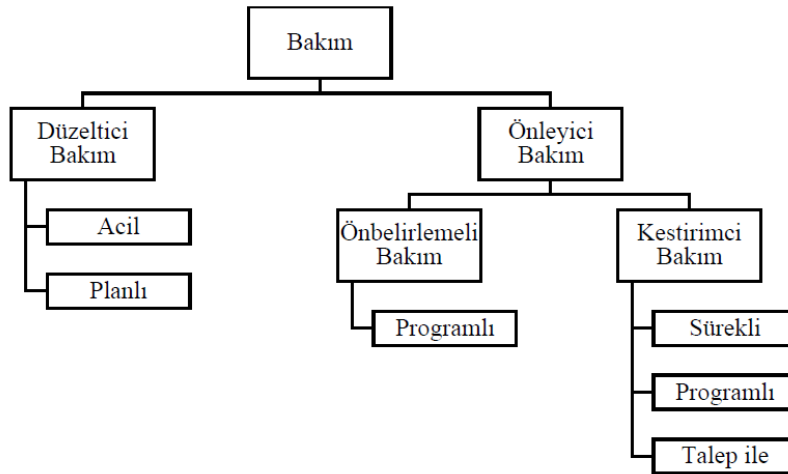 Bakım
Düzeltici
Bakım
Önleyici
Bakım
Acil
Planlı
Önbelirlemeli
Bakım
Programlı
Kestirimci
Bakım
Sürekli
Programlı
Talep ile